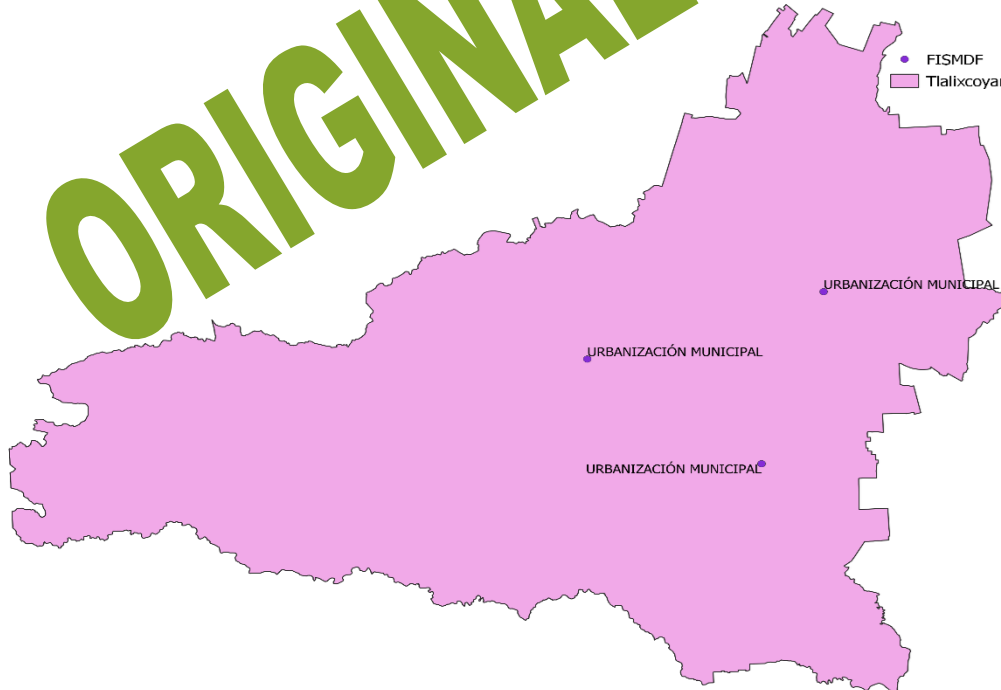 ORIGINAL
FISMDF
Tlalixcoyan
URBANIZACIÓN MUNICIPAL
URBANIZACIÓN MUNICIPAL
URBANIZACIÓN MUNICIPAL